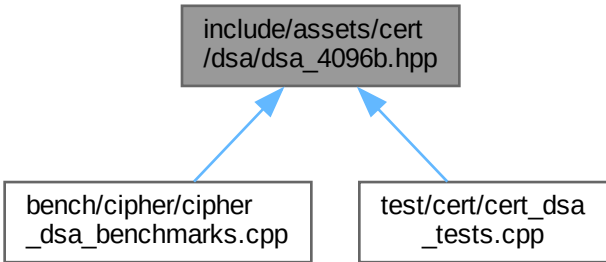 include/assets/cert
/dsa/dsa_4096b.hpp
bench/cipher/cipher
_dsa_benchmarks.cpp
test/cert/cert_dsa
_tests.cpp